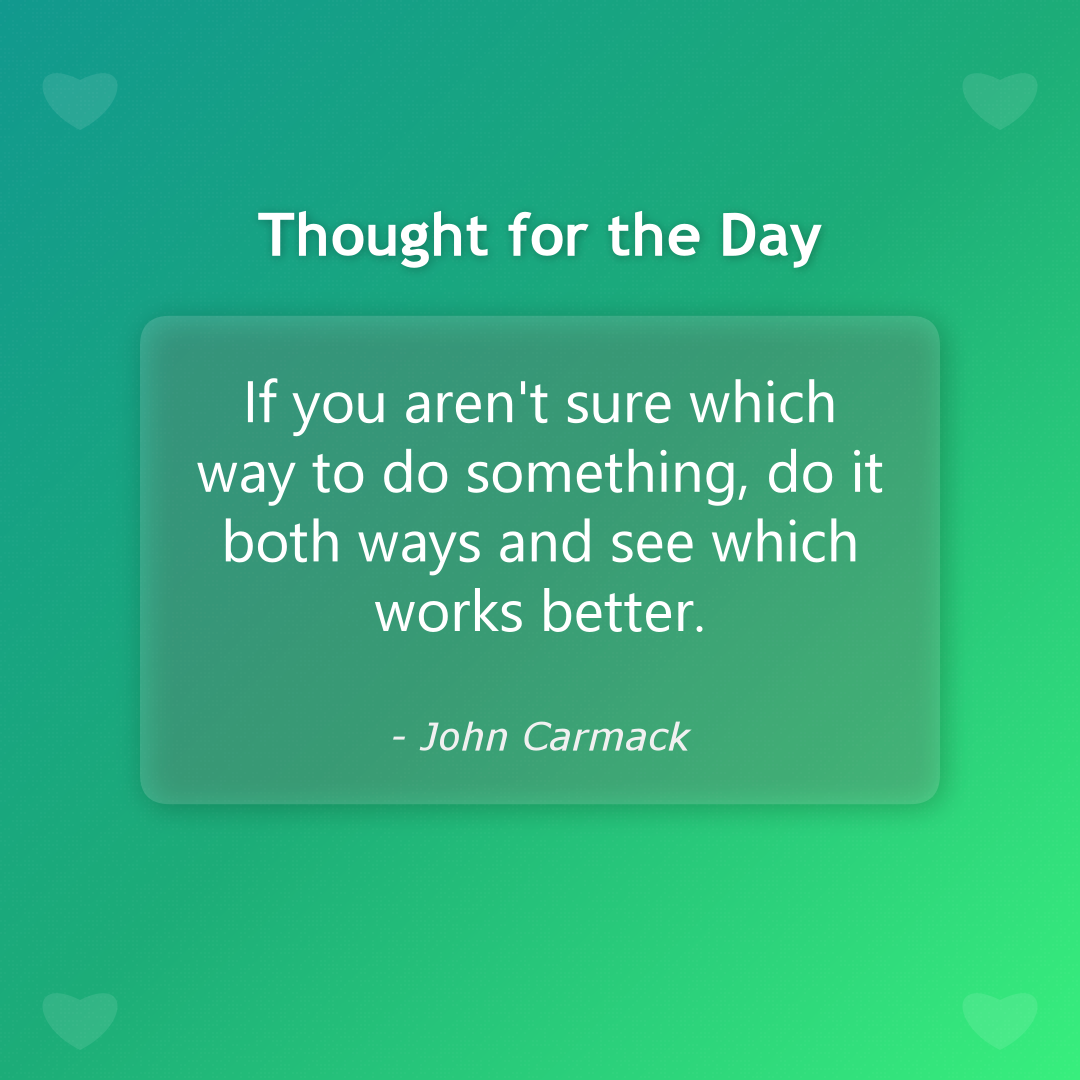 Thought for the Day
If you aren't sure which
way to do something, do it
both ways and see which
works better.
- John Carmack